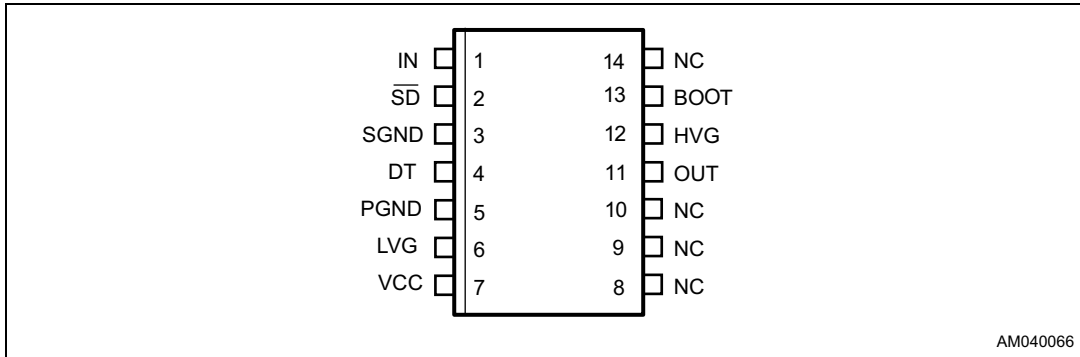 IN 1 14 NC
S̅D̅ 2 13 BOOT
SGND 3 12 HVG
DT 4 11 OUT
PGND 5 10 NC
LVG 6 9 NC
VCC 7 8 NC
AM040066